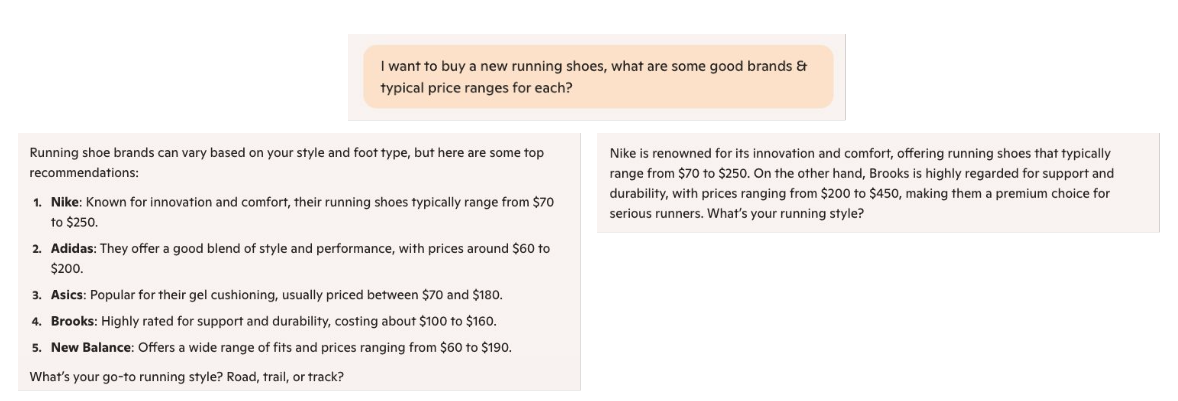 I want to buy a new running shoes, what are some good brands &
typical price ranges for each?
Running shoe brands can vary based on your style and foot type, but here are some top
recommendations:
1. Nike: Known for innovation and comfort, their running shoes typically range from $70
to $250.
2. Adidas: They offer a good blend of style and performance, with prices around $60 to
$200.
3. Asics: Popular for their gel cushioning, usually priced between $70 and $180.
4. Brooks: Highly rated for support and durability, costing about $100 to $160.
5. New Balance: Offers a wide range of fits and prices ranging from $60 to $190.
What's your go-to running style? Road, trail, or track?
Nike is renowned for its innovation and comfort, offering running shoes that typically
range from $70 to $250. On the other hand, Brooks is highly regarded for support and
durability, with prices ranging from $200 to $450, making them a premium choice for
serious runners. What's your running style?